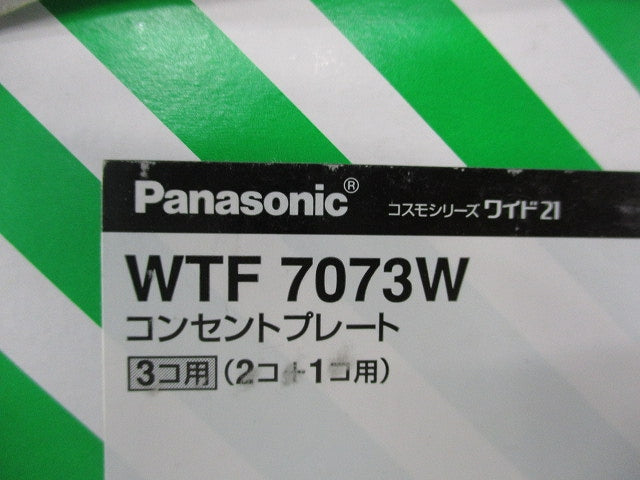 Panasonic® コスモシリーズ ワイド21
WTF 7073W
コンセントプレート
3コ用 (2コ+1コ用)